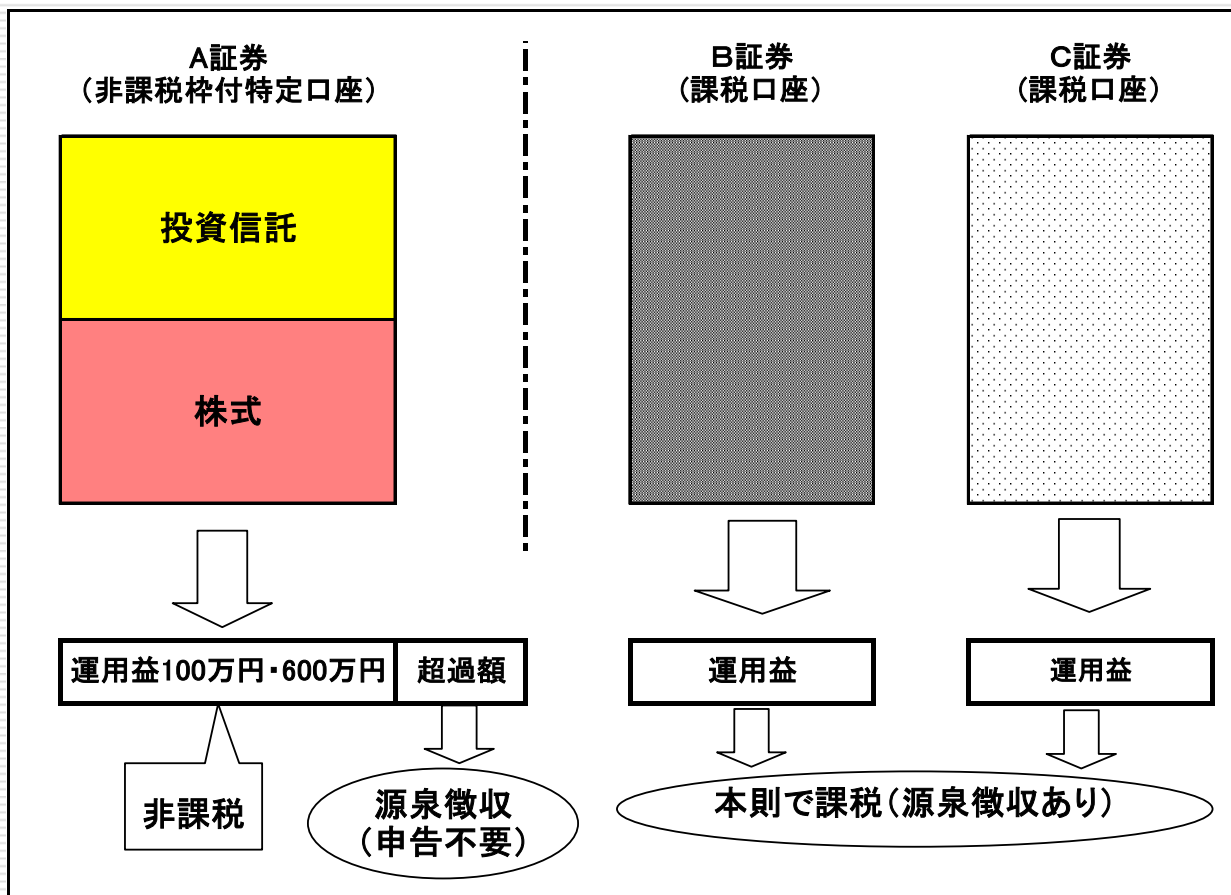 A証券
（非課税枠付特定口座）
B証券
（課税口座）
C証券
（課税口座）
投資信託
株式
運用益100万円・600万円
超過額
運用益
運用益
非課税
源泉徴収
（申告不要）
本則で課税（源泉徴収あり）